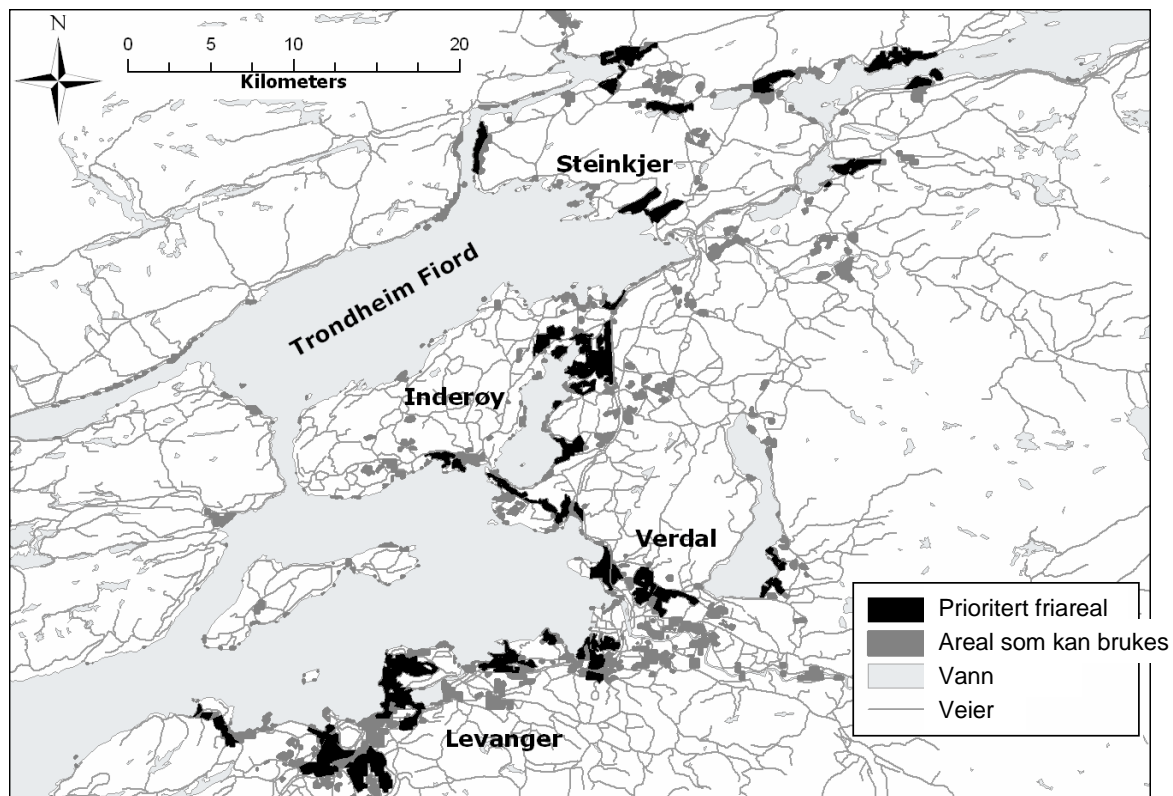 N
0 5 10 20
Kilometers
Steinkjer
Trondheim Fiord
Inderøy
Verdal
Levanger
Prioritert friareal
Areal som kan brukes
Vann
Veier